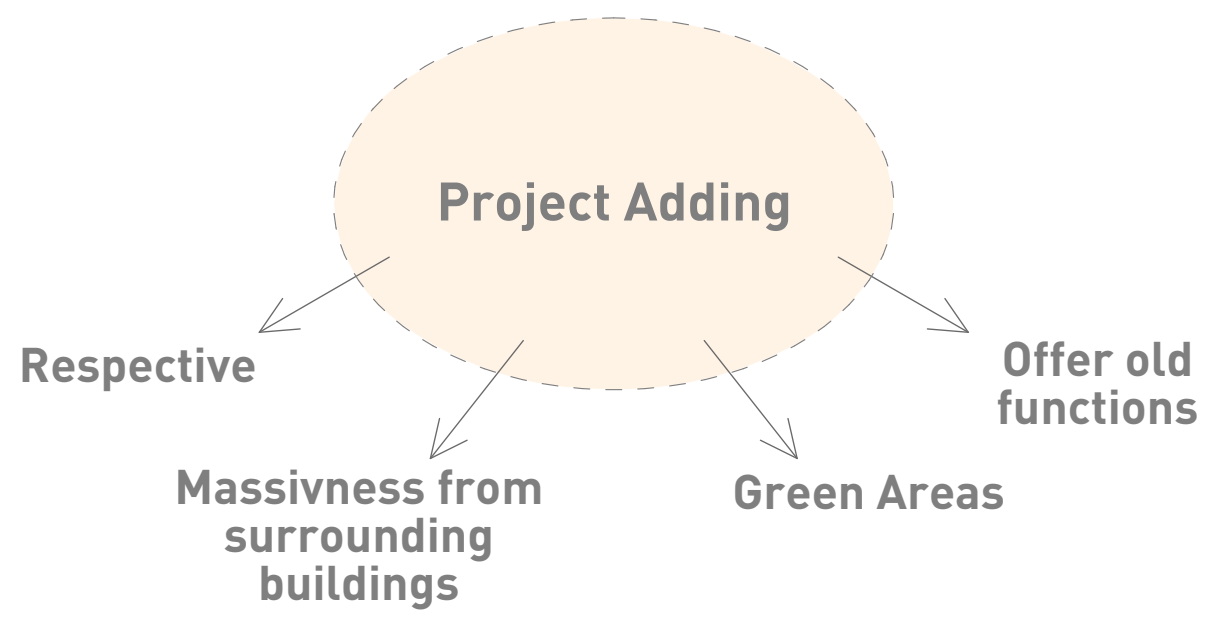 Project Adding
Respective
Offer old
functions
Massivness from
surrounding
buildings
Green Areas